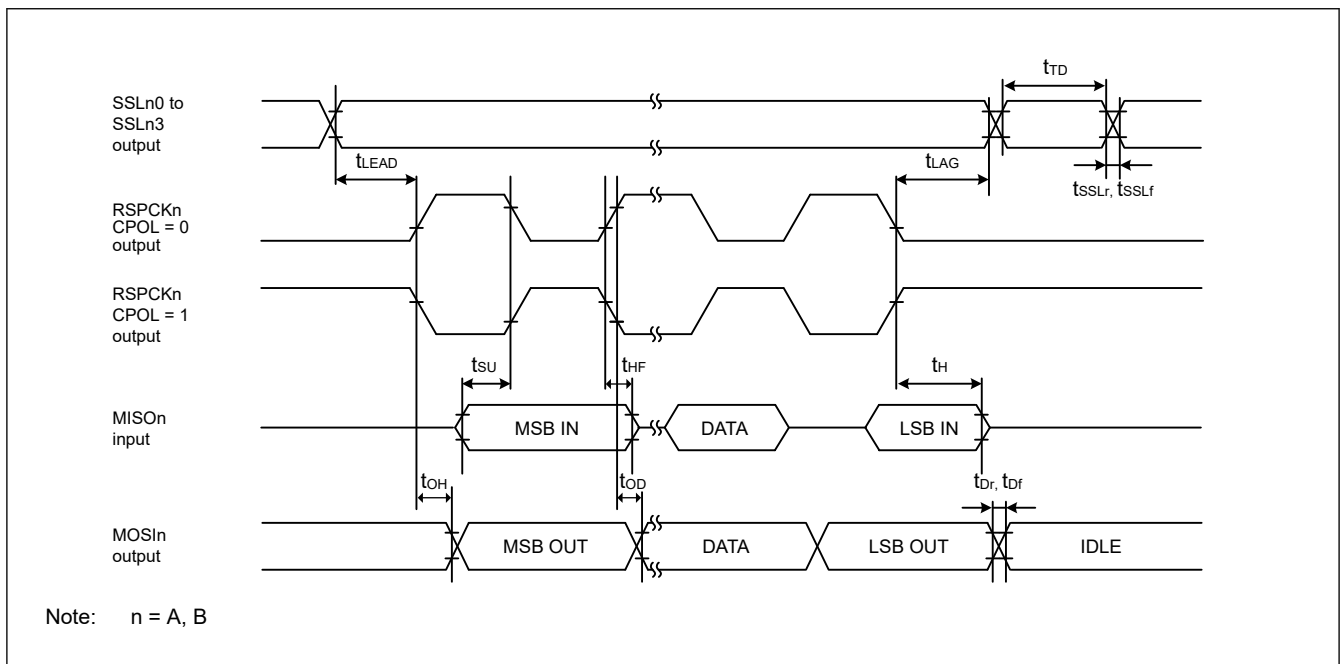 tTD
SSLn0 to
SSLn3
output
tLEAD
tLAG
tSSLr, tSSLf
RSPCKn
CPOL = 0
output
RSPCKn
CPOL = 1
output
tSU
tHF
tH
MISOn
input
MSB IN
DATA
LSB IN
tOH
tOD
tDr, tDf
MOSIn
output
MSB OUT
DATA
LSB OUT
IDLE
Note: n = A, B